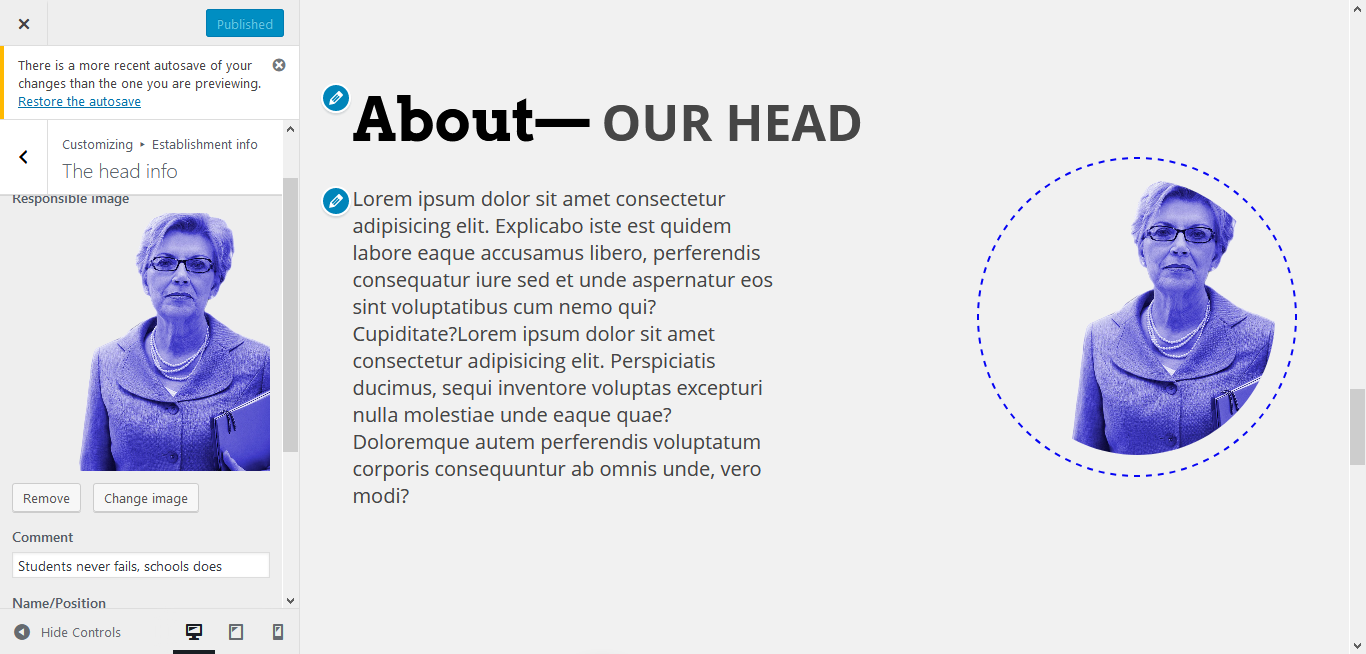 Published
There is a more recent autosave of your
changes than the one you are previewing.
Restore the autosave
Customizing ▸ Establishment info
The head info
Responsible Image
Remove
Change image
Comment
Students never fails, schools does
Name/Position
Hide Controls
About— OUR HEAD
Lorem ipsum dolor sit amet consectetur
adipisicing elit. Explicabo iste est quidem
labore eaque accusamus libero, perferendis
consequatur iure sed et unde aspernatur eos
sint voluptatibus cum nemo qui?
Cupiditate?Lorem ipsum dolor sit amet
consectetur adipisicing elit. Perspiciatis
ducimus, sequi inventore voluptas excepturi
nulla molestiae unde eaque quae?
Doloremque autem perferendis voluptatum
corporis consequuntur ab omnis unde, vero
modi?